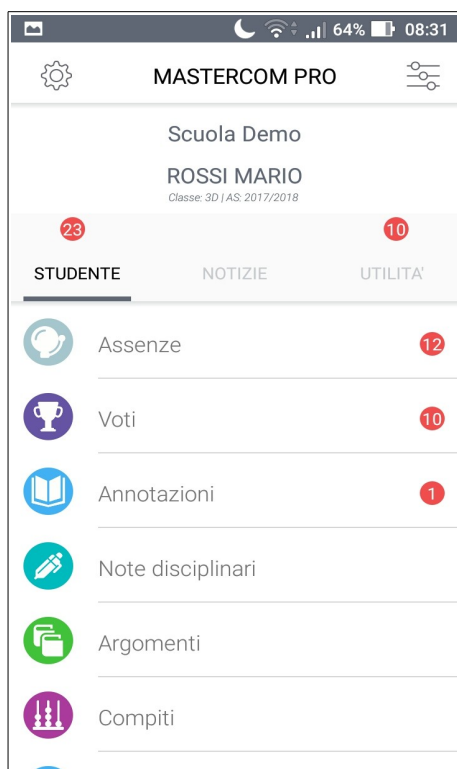 64% 08:31
MASTERCOM PRO
Scuola Demo
ROSSI MARIO
Classe: 3D | AS: 2017/2018
23 10
STUDENTE NOTIZIE UTILITA'
Assenze 12
Voti 10
Annotazioni 1
Note disciplinari
Argomenti
Compiti